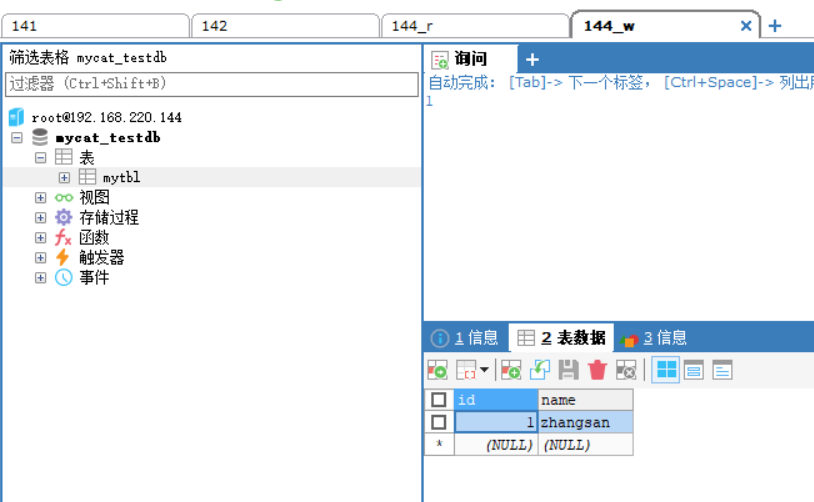 141
142
144_r
144_w
筛选表格 mycat_testdb
过滤器 (Ctrl+Shift+B)
root@192.168.220.144
mycat_testdb
表
mytbl
视图
存储过程
函数
触发器
事件
询问
自动完成: [Tab]-> 下一个标签, [Ctrl+Space]-> 列出
1
1 信息
2 表数据
3 信息
id name
1 zhangsan
* (NULL) (NULL)